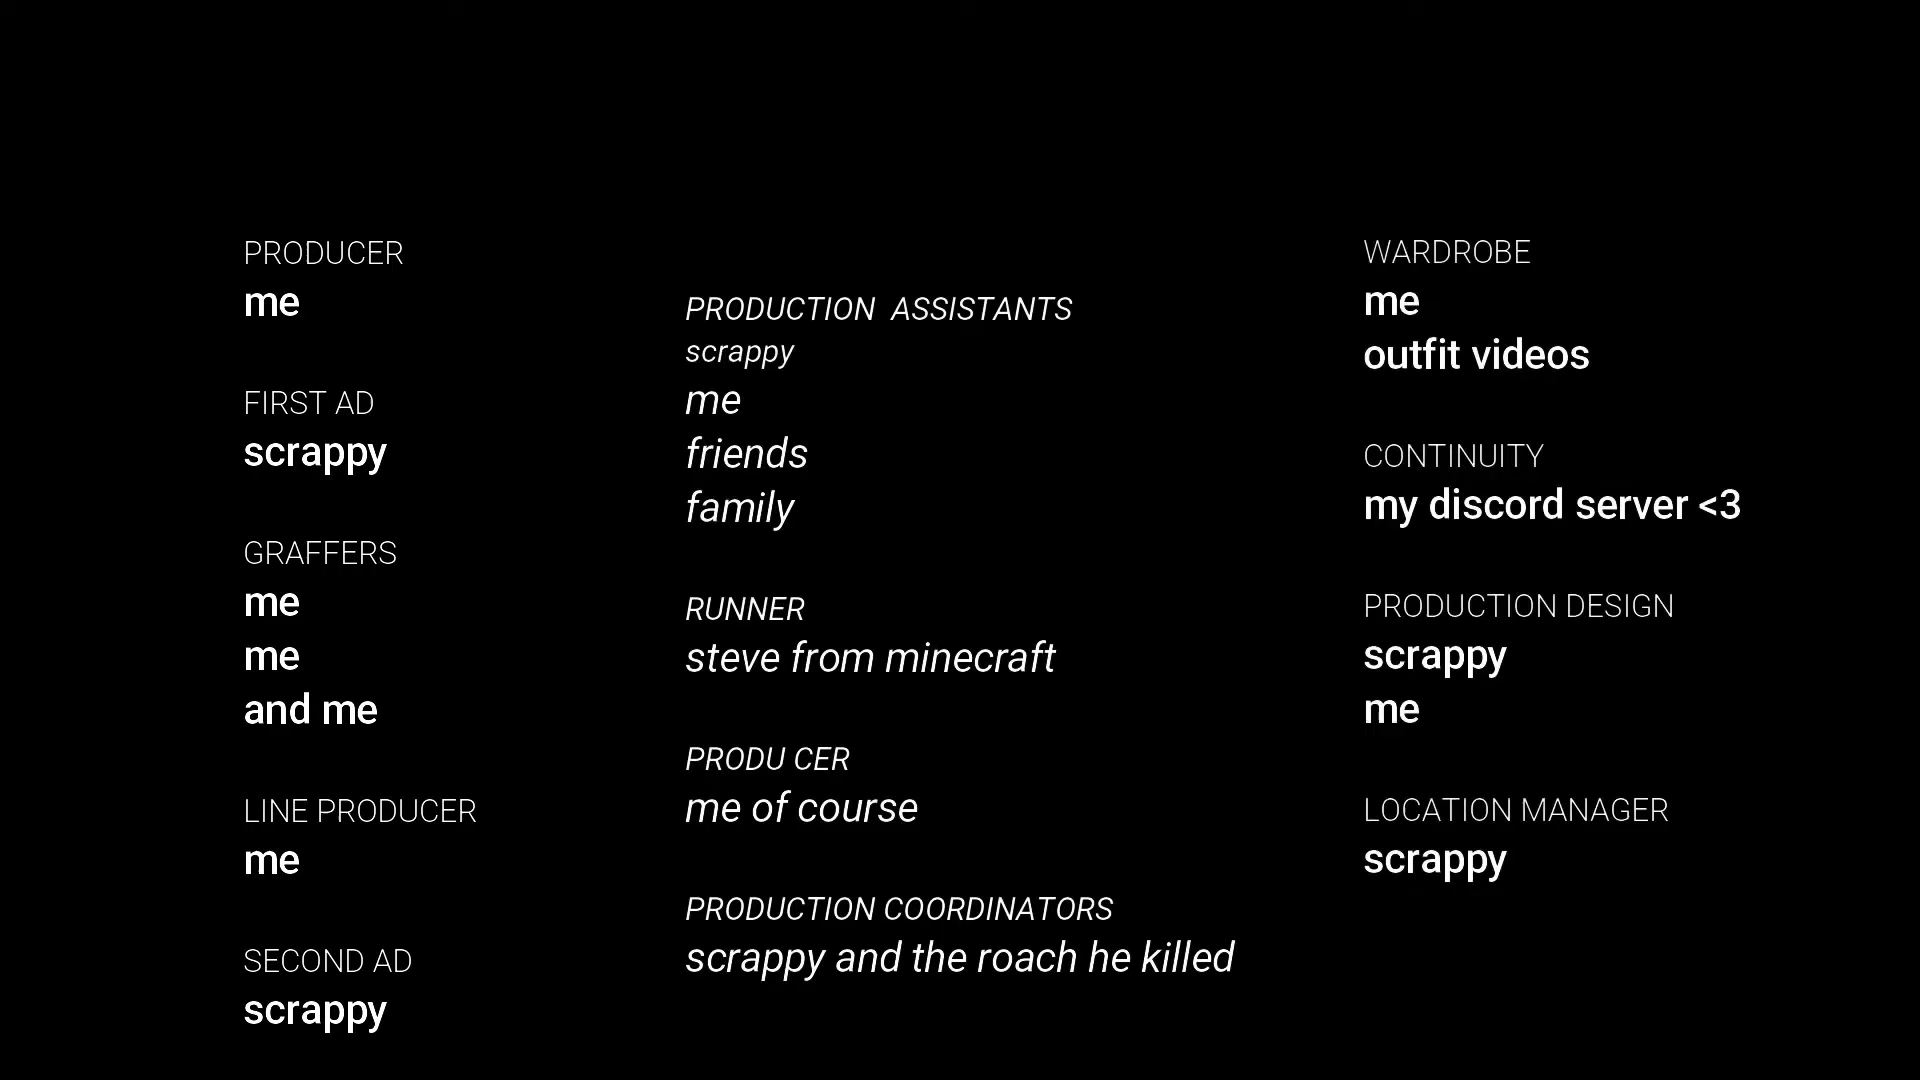 PRODUCER
me
FIRST AD
scrappy
GRAFFERS
me
me
and me
LINE PRODUCER
me
SECOND AD
scrappy
PRODUCTION  ASSISTANTS
scrappy
me
friends
family
RUNNER
steve from minecraft
PRODU CER
me of course
PRODUCTION COORDINATORS
scrappy and the roach he killed
WARDROBE
me
outfit videos
CONTINUITY
my discord server <3
PRODUCTION DESIGN
scrappy
me
LOCATION MANAGER
scrappy